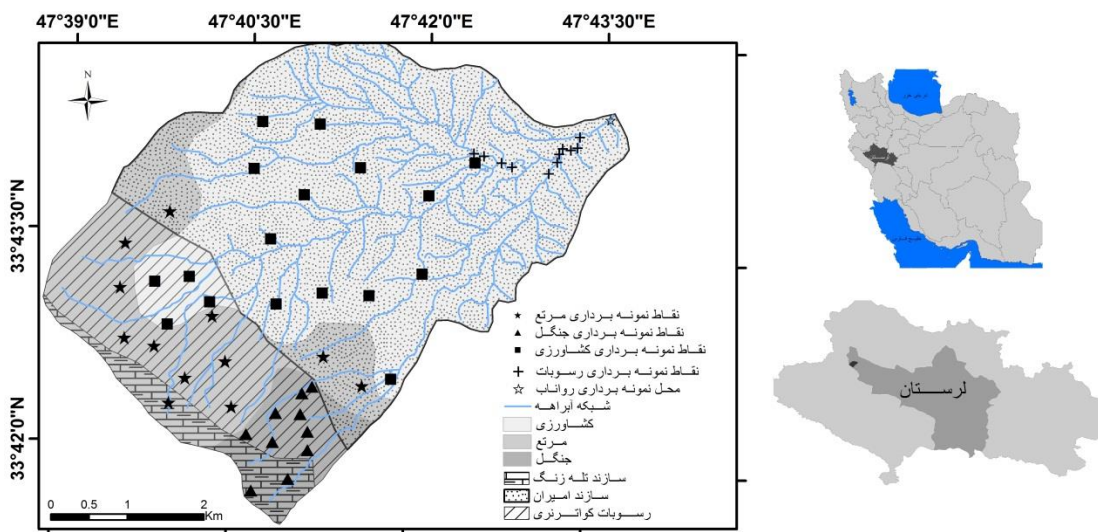 47°39'0"E 47°40'30"E 47°42'0"E 47°43'30"E
N
33°43'30"N
33°42'0"N
نقاط نمونه برداری مرتع
نقاط نمونه برداری جنگل
نقاط نمونه برداری کشاورزی
نقاط نمونه برداری رسوبات
محل نمونه برداری رواناب
شبکه آبراهه
کشاورزی
مرتع
جنگل
سازند تله زنگ
سازند امیران
رسوبات کواترنری
0 0.5 1 2
Km
لرستان